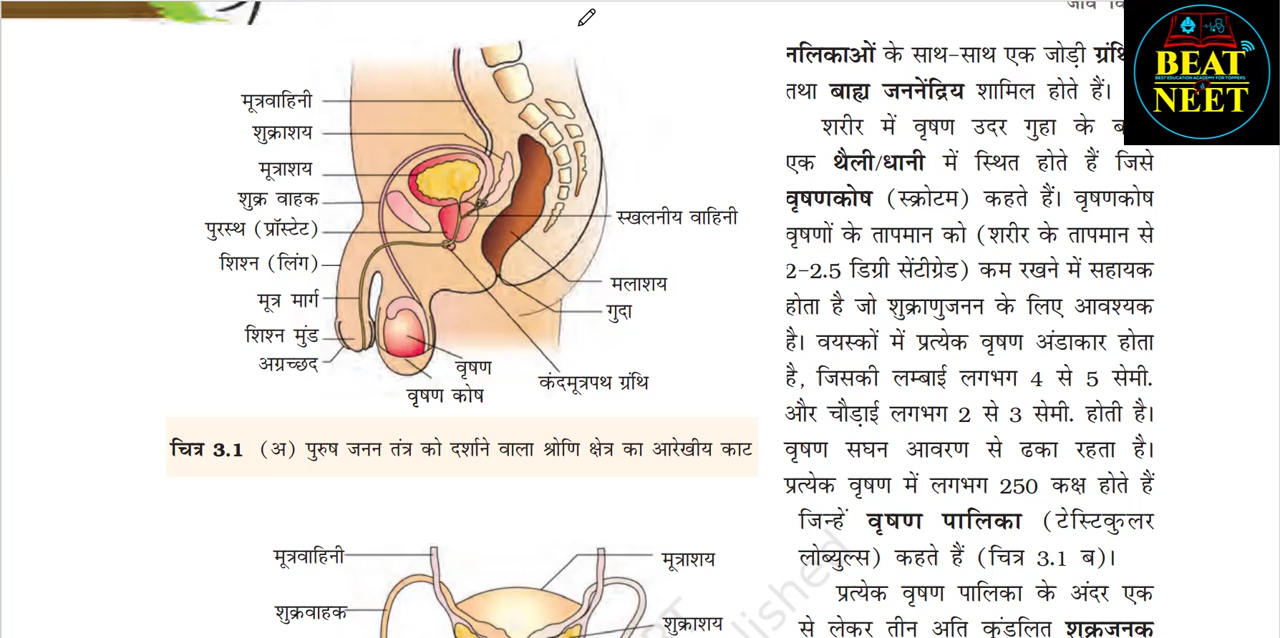 जीव वि
BEAT
BEST EDUCATION ACADEMY FOR TOPPERS
NEET
मूत्रवाहिनी
शुक्राशय
मूत्राशय
शुक्र वाहक
पुरस्थ (प्रॉस्टेट)
शिश्न (लिंग)
मूत्र मार्ग
शिश्न मुंड
अग्रच्छद
स्खलनीय वाहिनी
मलाशय
गुदा
वृषण
वृषण कोष
कंदमूत्रपथ ग्रंथि
चित्र 3.1 (अ) पुरुष जनन तंत्र को दर्शाने वाला श्रोणि क्षेत्र का आरेखीय काट
मूत्रवाहिनी
मूत्राशय
शुक्रवाहक
शुक्राशय
नलिकाओं के साथ-साथ एक जोड़ी ग्रंथि
तथा बाह्य जननेंद्रिय शामिल होते हैं।
शरीर में वृषण उदर गुहा के
एक थैली/धानी में स्थित होते हैं जिसे
वृषणकोष (स्क्रोटम) कहते हैं। वृषणकोष
वृषणों के तापमान को (शरीर के तापमान से
2-2.5 डिग्री सेंटीग्रेड) कम रखने में सहायक
होता है जो शुक्राणुजनन के लिए आवश्यक
है। वयस्कों में प्रत्येक वृषण अंडाकार होता
है, जिसकी लम्बाई लगभग 4 से 5 सेमी.
और चौड़ाई लगभग 2 से 3 सेमी. होती है।
वृषण सघन आवरण से ढका रहता है।
प्रत्येक वृषण में लगभग 250 कक्ष होते हैं
जिन्हें वृषण पालिका (टेस्टिकुलर
लोब्युल्स) कहते हैं (चित्र 3.1 ब)।
प्रत्येक वृषण पालिका के अंदर एक
से लेकर तीन अति कुंडलित शुक्रजनक